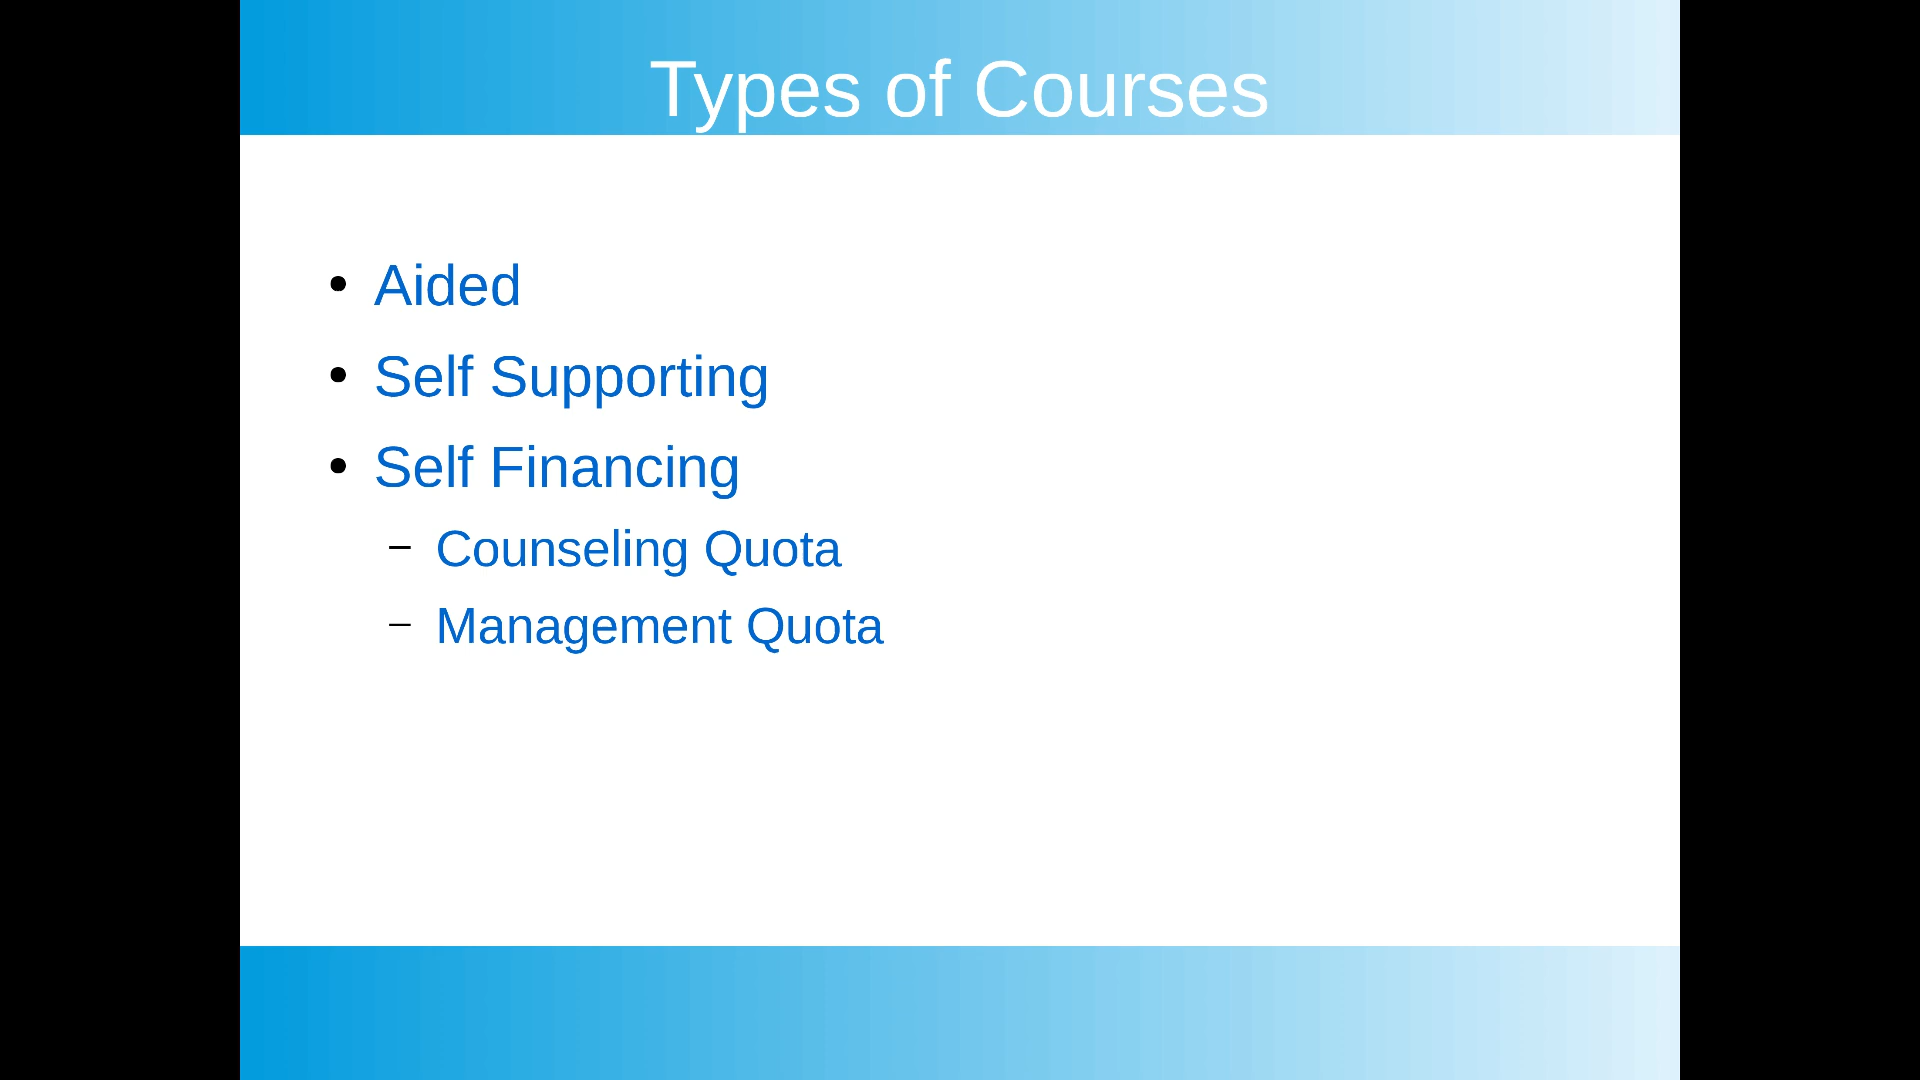 Types of Courses
• Aided
• Self Supporting
• Self Financing
– Counseling Quota
– Management Quota